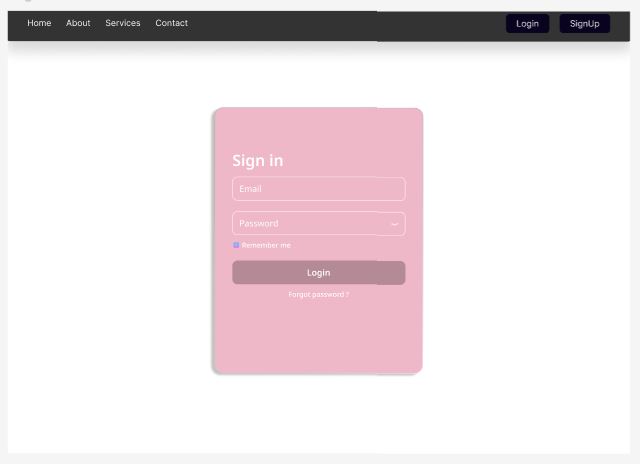 Home About Services Contact Login SignUp
Sign in
Email
Password
Remember me
Login
Forgot password ?